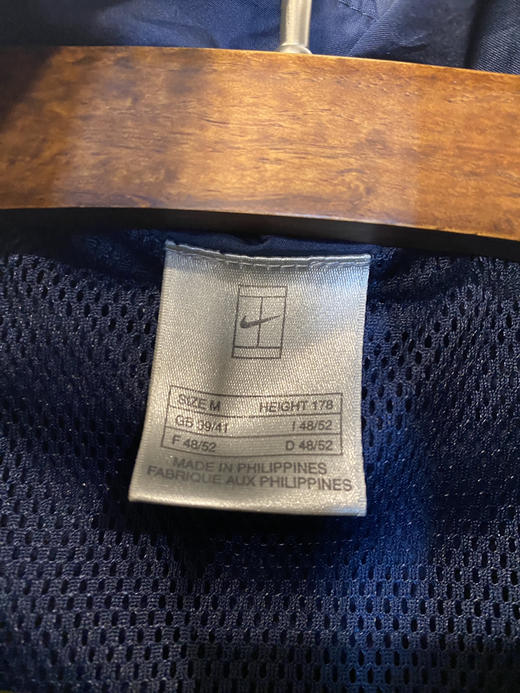 SIZE M HEIGHT 178
GB 39/41 I 48/52
F 48/52 D 48/52
MADE IN PHILIPPINES
FABRIQUE AUX PHILIPPINES